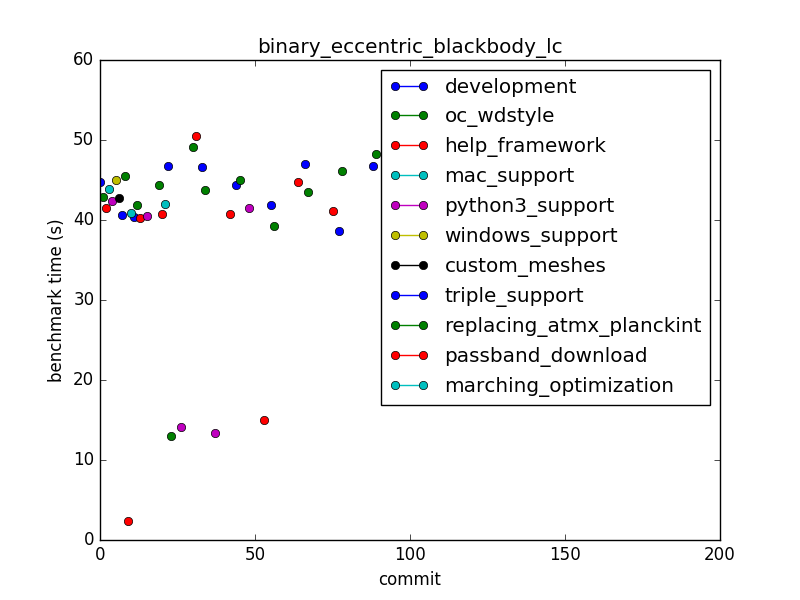 binary_eccentric_blackbody_lc
60
50
40
30
20
10
0
benchmark time (s)
development
oc_wdstyle
help_framework
mac_support
python3_support
windows_support
custom_meshes
triple_support
replacing_atmx_planckint
passband_download
marching_optimization
0 50 100 150 200
commit